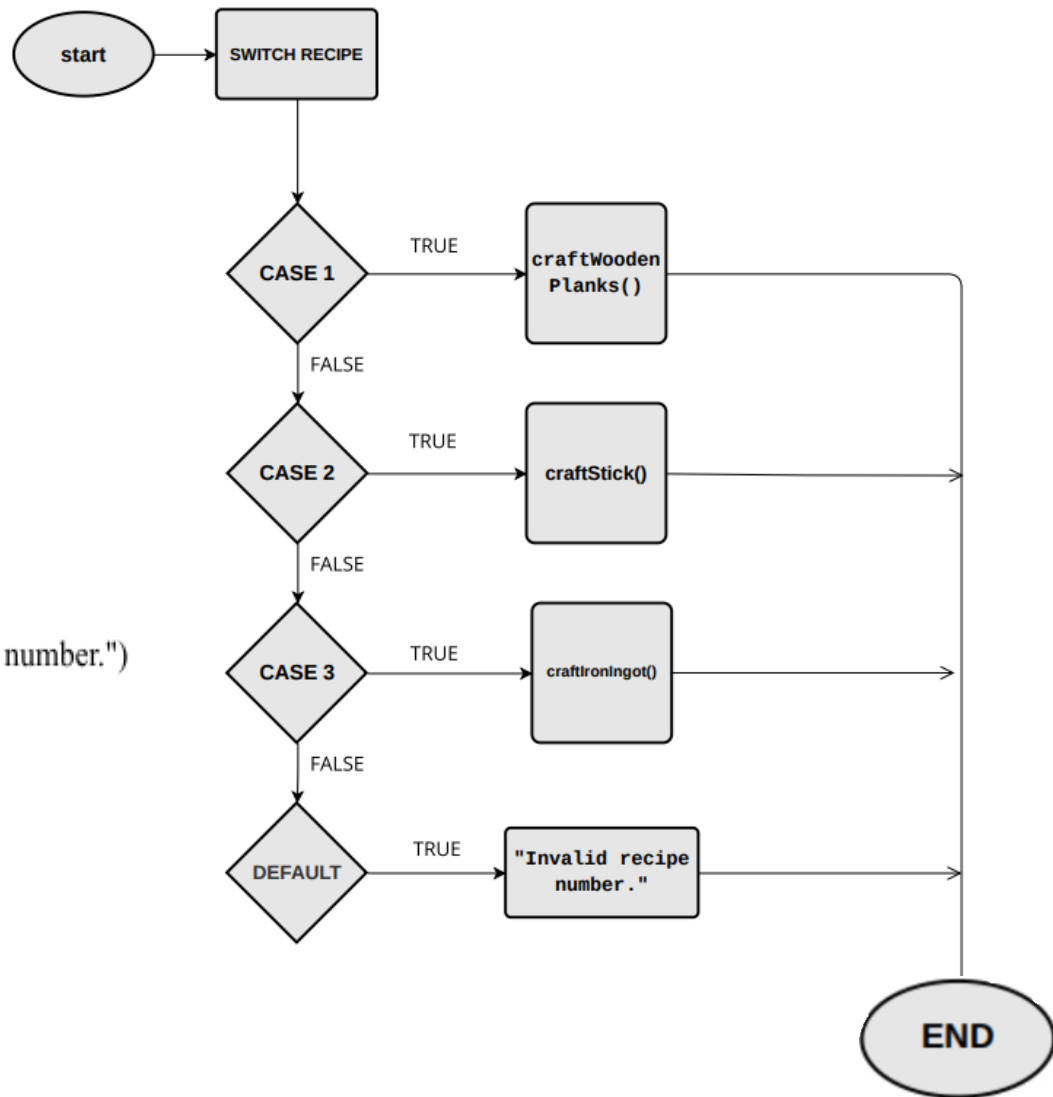 start
SWITCH RECIPE
CASE 1
TRUE
craftWooden
Planks()
FALSE
CASE 2
TRUE
craftStick()
FALSE
number.")
CASE 3
TRUE
craftIronIngot()
FALSE
DEFAULT
TRUE
"Invalid recipe
number."
END